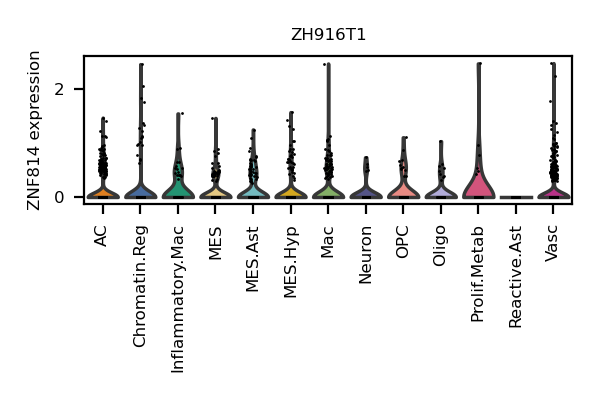 ZH916T1
ZNF814 expression
2
0
AC
Chromatin.Reg
Inflammatory.Mac
MES
MES.Ast
MES.Hyp
Mac
Neuron
OPC
Oligo
Prolif.Metab
Reactive.Ast
Vasc